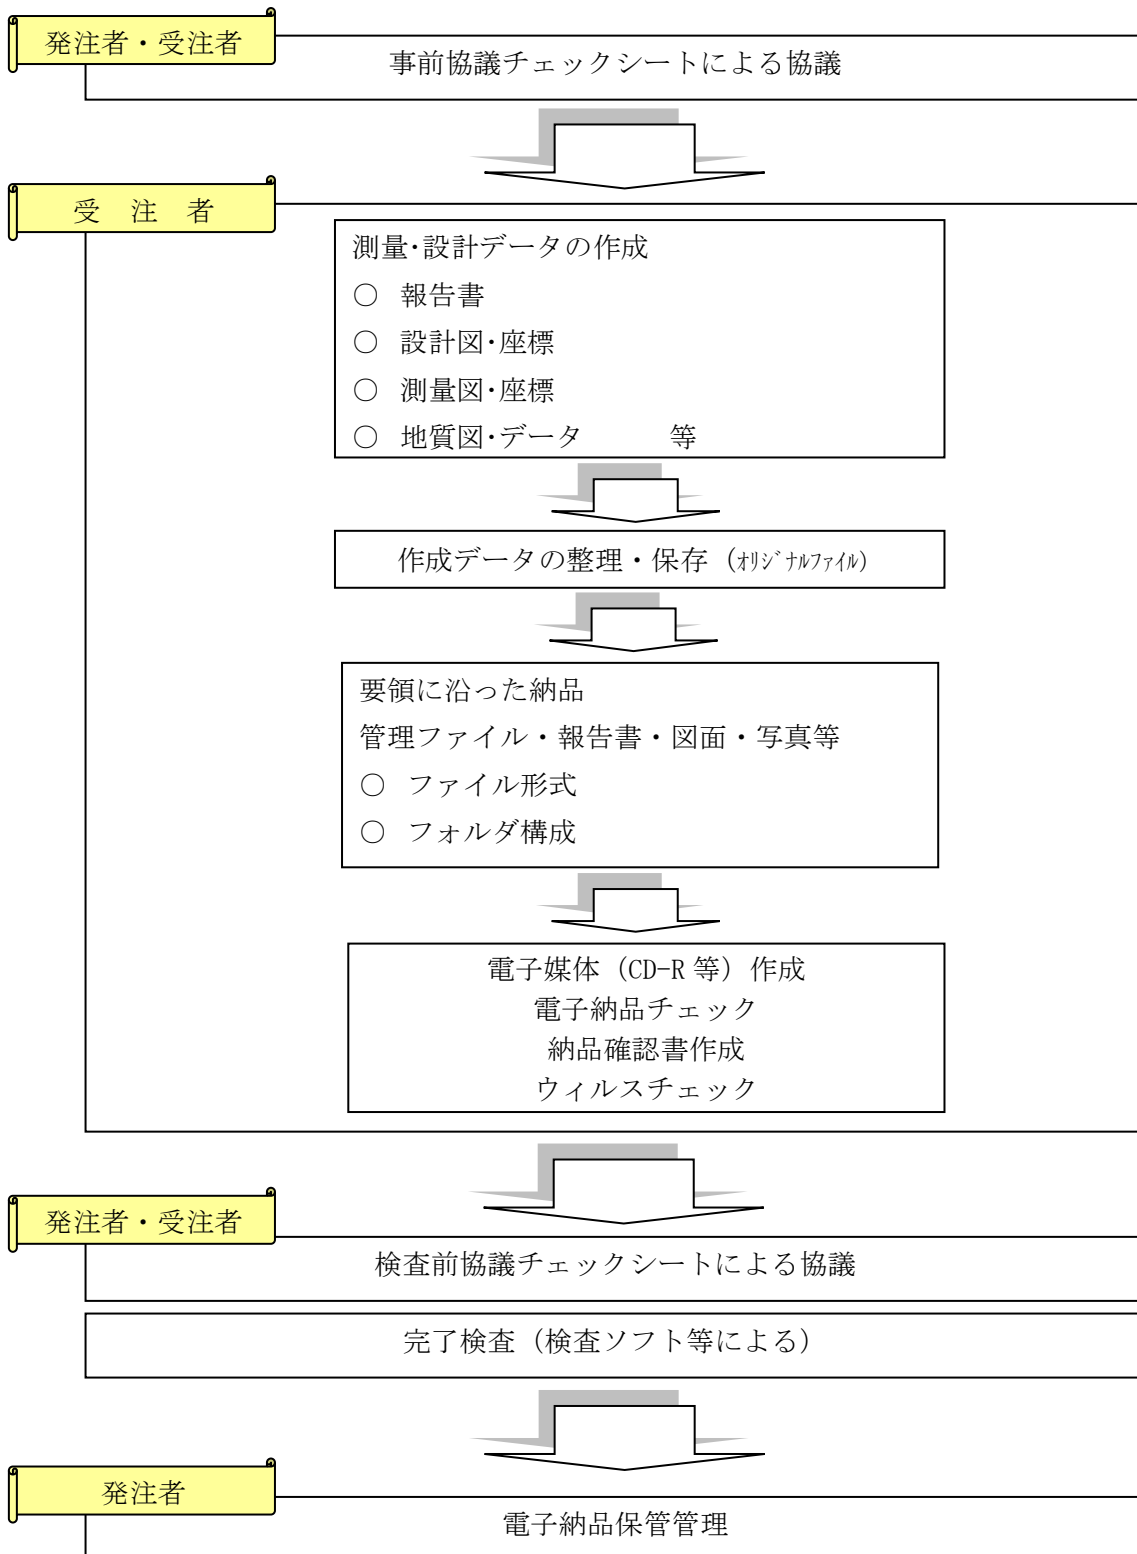 発注者・受注者
事前協議チェックシートによる協議
受　注　者
測量・設計データの作成
○　報告書
○　設計図・座標
○　測量図・座標
○　地質図・データ　　　等
作成データの整理・保存（ｵﾘｼﾞﾅﾙﾌｧｲﾙ）
要領に沿った納品
管理ファイル・報告書・図面・写真等
○　ファイル形式
○　フォルダ構成
電子媒体（CD-R 等）作成
電子納品チェック
納品確認書作成
ウィルスチェック
発注者・受注者
検査前協議チェックシートによる協議
完了検査（検査ソフト等による）
発注者
電子納品保管管理